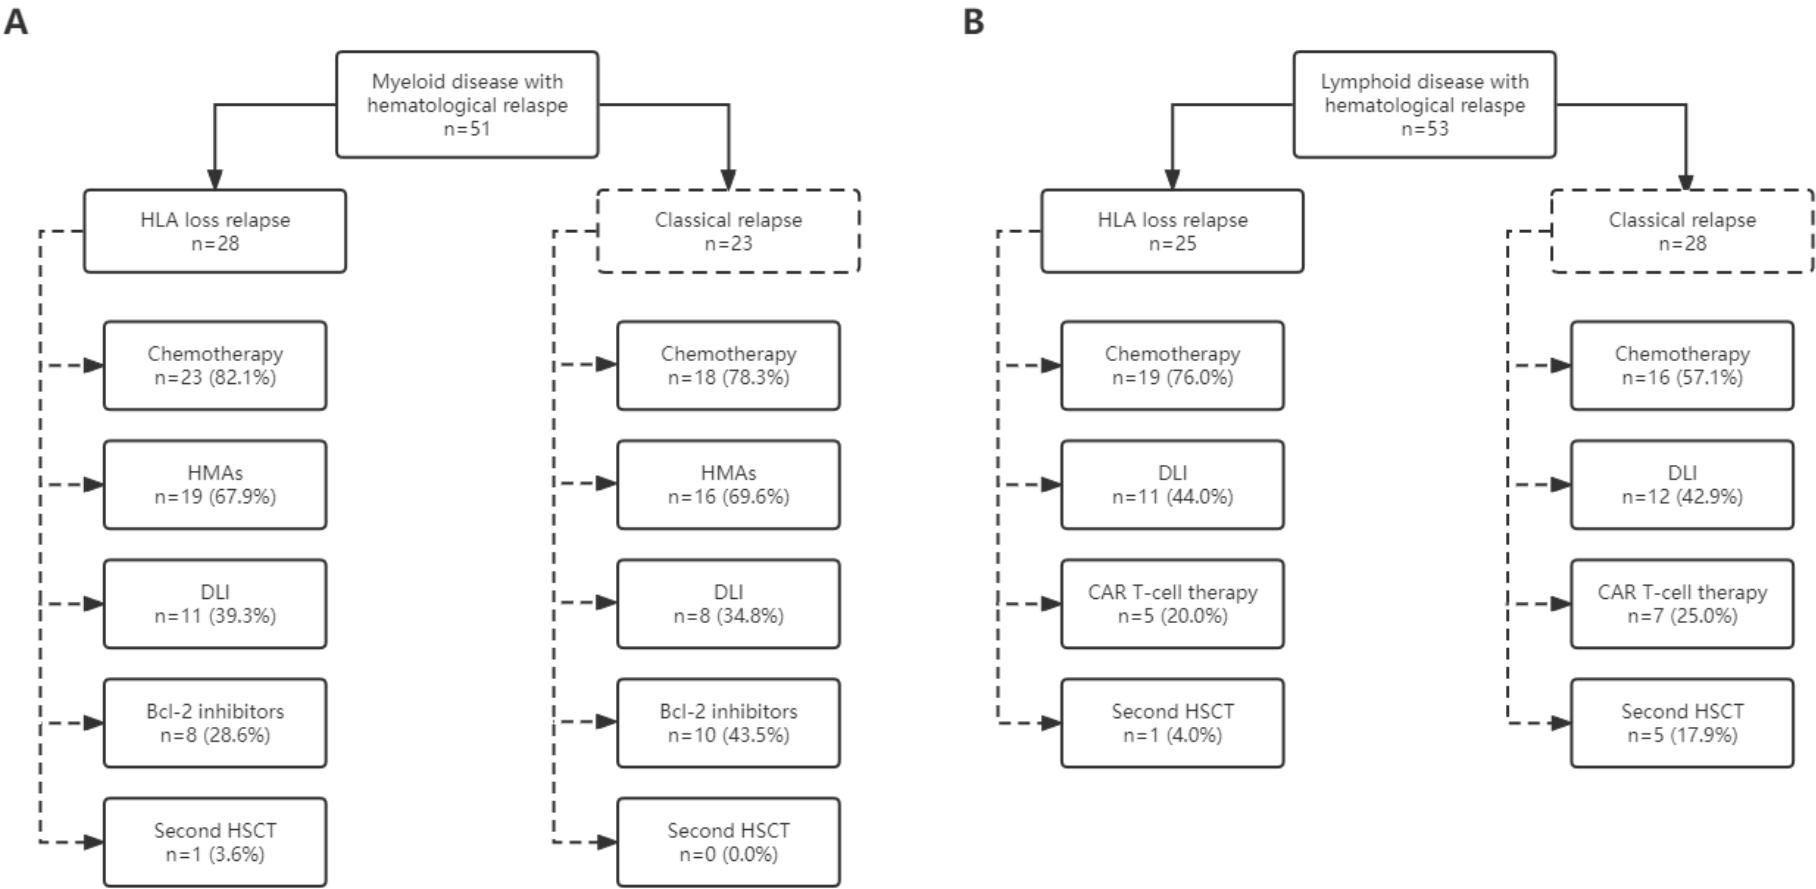 A
Myeloid disease with
hematological relaspe
n=51
HLA loss relapse
n=28
Classical relapse
n=23
Chemotherapy
n=23 (82.1%)
Chemotherapy
n=18 (78.3%)
HMAs
n=19 (67.9%)
HMAs
n=16 (69.6%)
DLI
n=11 (39.3%)
DLI
n=8 (34.8%)
Bcl-2 inhibitors
n=8 (28.6%)
Bcl-2 inhibitors
n=10 (43.5%)
Second HSCT
n=1 (3.6%)
Second HSCT
n=0 (0.0%)
B
Lymphoid disease with
hematological relaspe
n=53
HLA loss relapse
n=25
Classical relapse
n=28
Chemotherapy
n=19 (76.0%)
Chemotherapy
n=16 (57.1%)
DLI
n=11 (44.0%)
DLI
n=12 (42.9%)
CAR T-cell therapy
n=5 (20.0%)
CAR T-cell therapy
n=7 (25.0%)
Second HSCT
n=1 (4.0%)
Second HSCT
n=5 (17.9%)